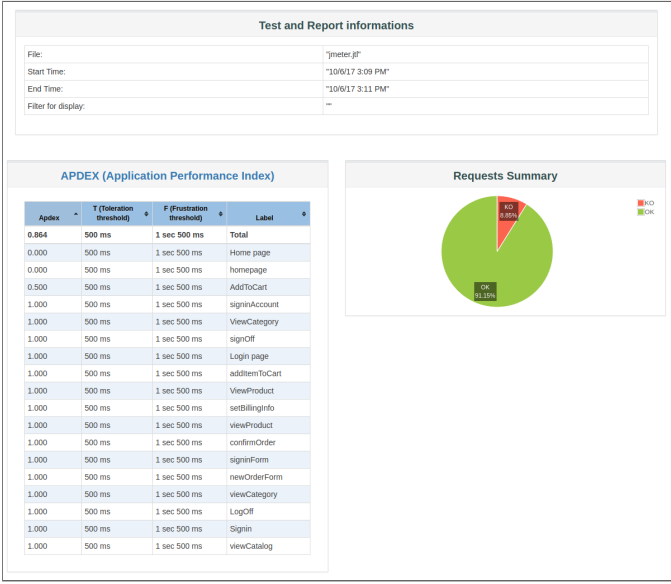 Test and Report informations
File: "jmeter.jtl"
Start Time: "10/6/17 3:09 PM"
End Time: "10/6/17 3:11 PM"
Filter for display: ""
APDEX (Application Performance Index)
Apdex T (Toleration threshold) F (Frustration threshold) Label
0.864 500 ms 1 sec 500 ms Total
0.000 500 ms 1 sec 500 ms Home page
0.000 500 ms 1 sec 500 ms homepage
0.500 500 ms 1 sec 500 ms AddToCart
1.000 500 ms 1 sec 500 ms signinAccount
1.000 500 ms 1 sec 500 ms ViewCategory
1.000 500 ms 1 sec 500 ms signOff
1.000 500 ms 1 sec 500 ms Login page
1.000 500 ms 1 sec 500 ms addItemToCart
1.000 500 ms 1 sec 500 ms ViewProduct
1.000 500 ms 1 sec 500 ms setBillingInfo
1.000 500 ms 1 sec 500 ms viewProduct
1.000 500 ms 1 sec 500 ms confirmOrder
1.000 500 ms 1 sec 500 ms signinForm
1.000 500 ms 1 sec 500 ms newOrderForm
1.000 500 ms 1 sec 500 ms viewCategory
1.000 500 ms 1 sec 500 ms LogOff
1.000 500 ms 1 sec 500 ms Signin
1.000 500 ms 1 sec 500 ms viewCatalog
Requests Summary
KO
8.85%
OK
91.15%
KO
OK